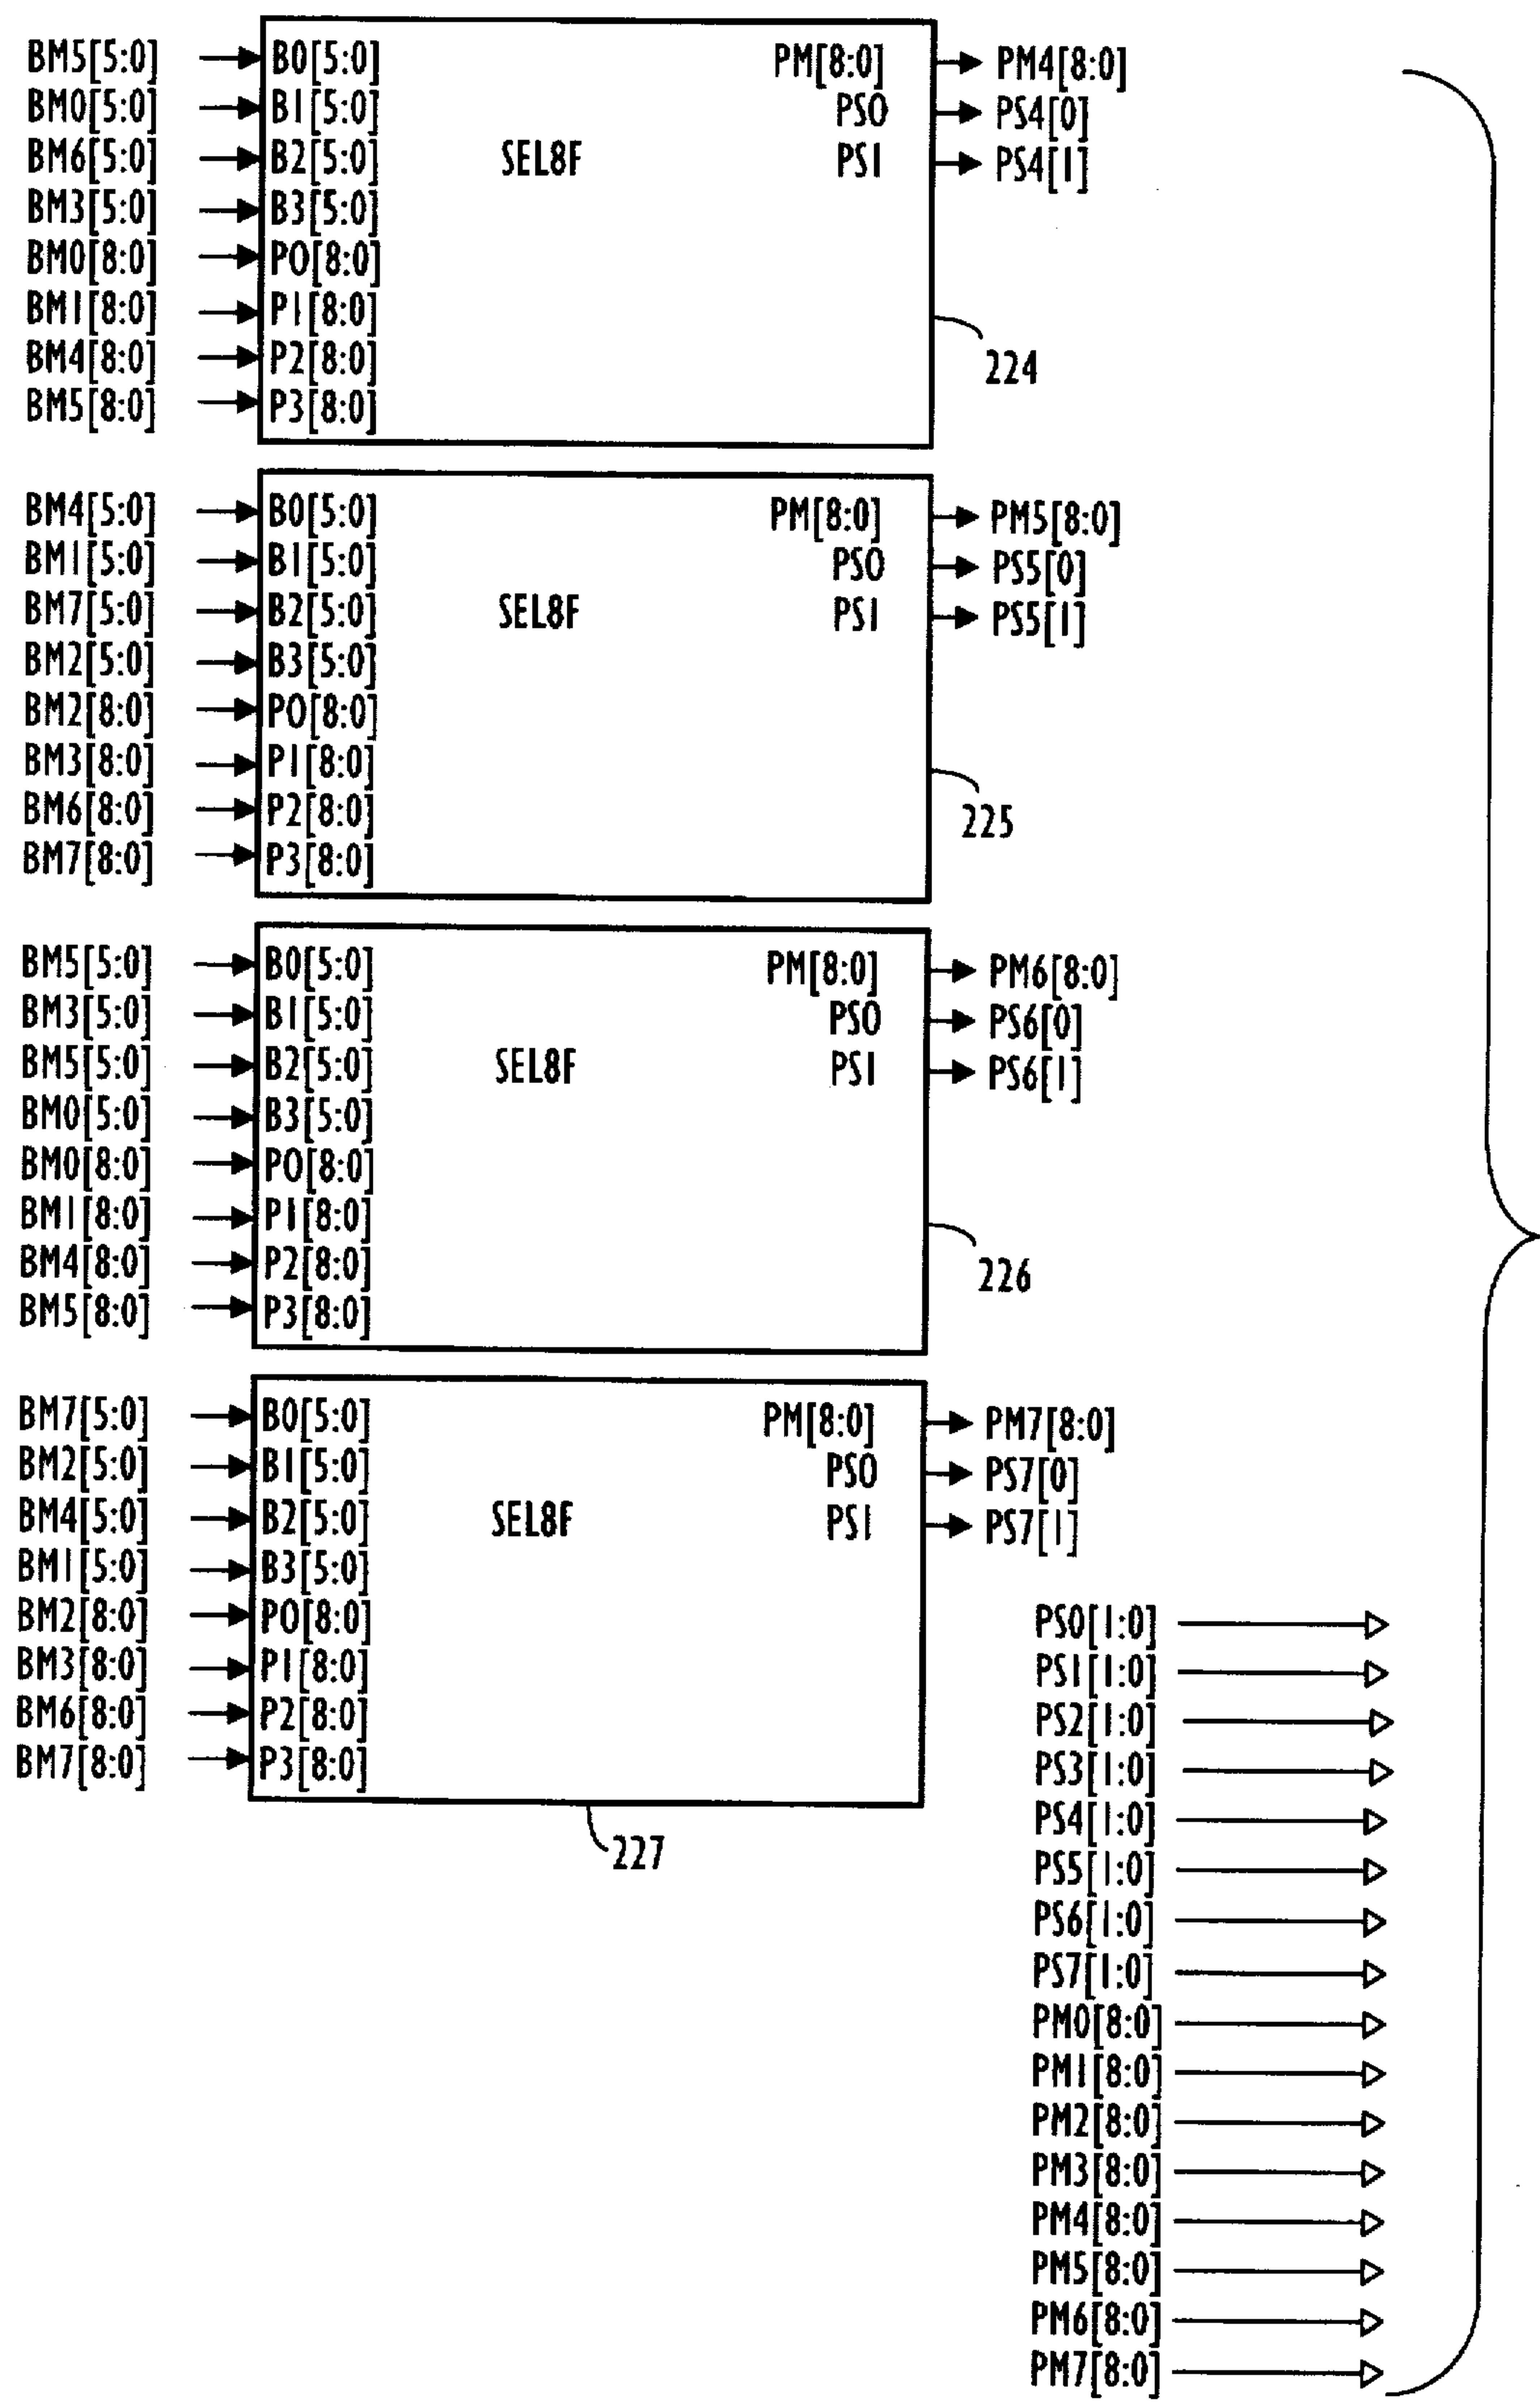 BM5[5:0] B0[5:0] PM[8:0] PM4[8:0]
BM0[5:0] B1[5:0] PS0 PS4[0]
BM6[5:0] B2[5:0] SEL8F PS1 PS4[1]
BM3[5:0] B3[5:0]
BM0[8:0] P0[8:0]
BM1[8:0] P1[8:0]
BM4[8:0] P2[8:0] 224
BM5[8:0] P3[8:0]
BM4[5:0] B0[5:0] PM[8:0] PM5[8:0]
BM1[5:0] B1[5:0] PS0 PS5[0]
BM7[5:0] B2[5:0] SEL8F PS1 PS5[1]
BM2[5:0] B3[5:0]
BM2[8:0] P0[8:0]
BM3[8:0] P1[8:0]
BM6[8:0] P2[8:0] 225
BM7[8:0] P3[8:0]
BM5[5:0] B0[5:0] PM[8:0] PM6[8:0]
BM3[5:0] B1[5:0] PS0 PS6[0]
BM5[5:0] B2[5:0] SEL8F PS1 PS6[1]
BM0[5:0] B3[5:0]
BM0[8:0] P0[8:0]
BM1[8:0] P1[8:0]
BM4[8:0] P2[8:0] 226
BM5[8:0] P3[8:0]
BM7[5:0] B0[5:0] PM[8:0] PM7[8:0]
BM2[5:0] B1[5:0] PS0 PS7[0]
BM4[5:0] B2[5:0] SEL8F PS1 PS7[1]
BM1[5:0] B3[5:0]
BM2[8:0] P0[8:0]
BM3[8:0] P1[8:0]
BM6[8:0] P2[8:0]
BM7[8:0] P3[8:0]
227
PS0[1:0]
PS1[1:0]
PS2[1:0]
PS3[1:0]
PS4[1:0]
PS5[1:0]
PS6[1:0]
PS7[1:0]
PM0[8:0]
PM1[8:0]
PM2[8:0]
PM3[8:0]
PM4[8:0]
PM5[8:0]
PM6[8:0]
PM7[8:0]